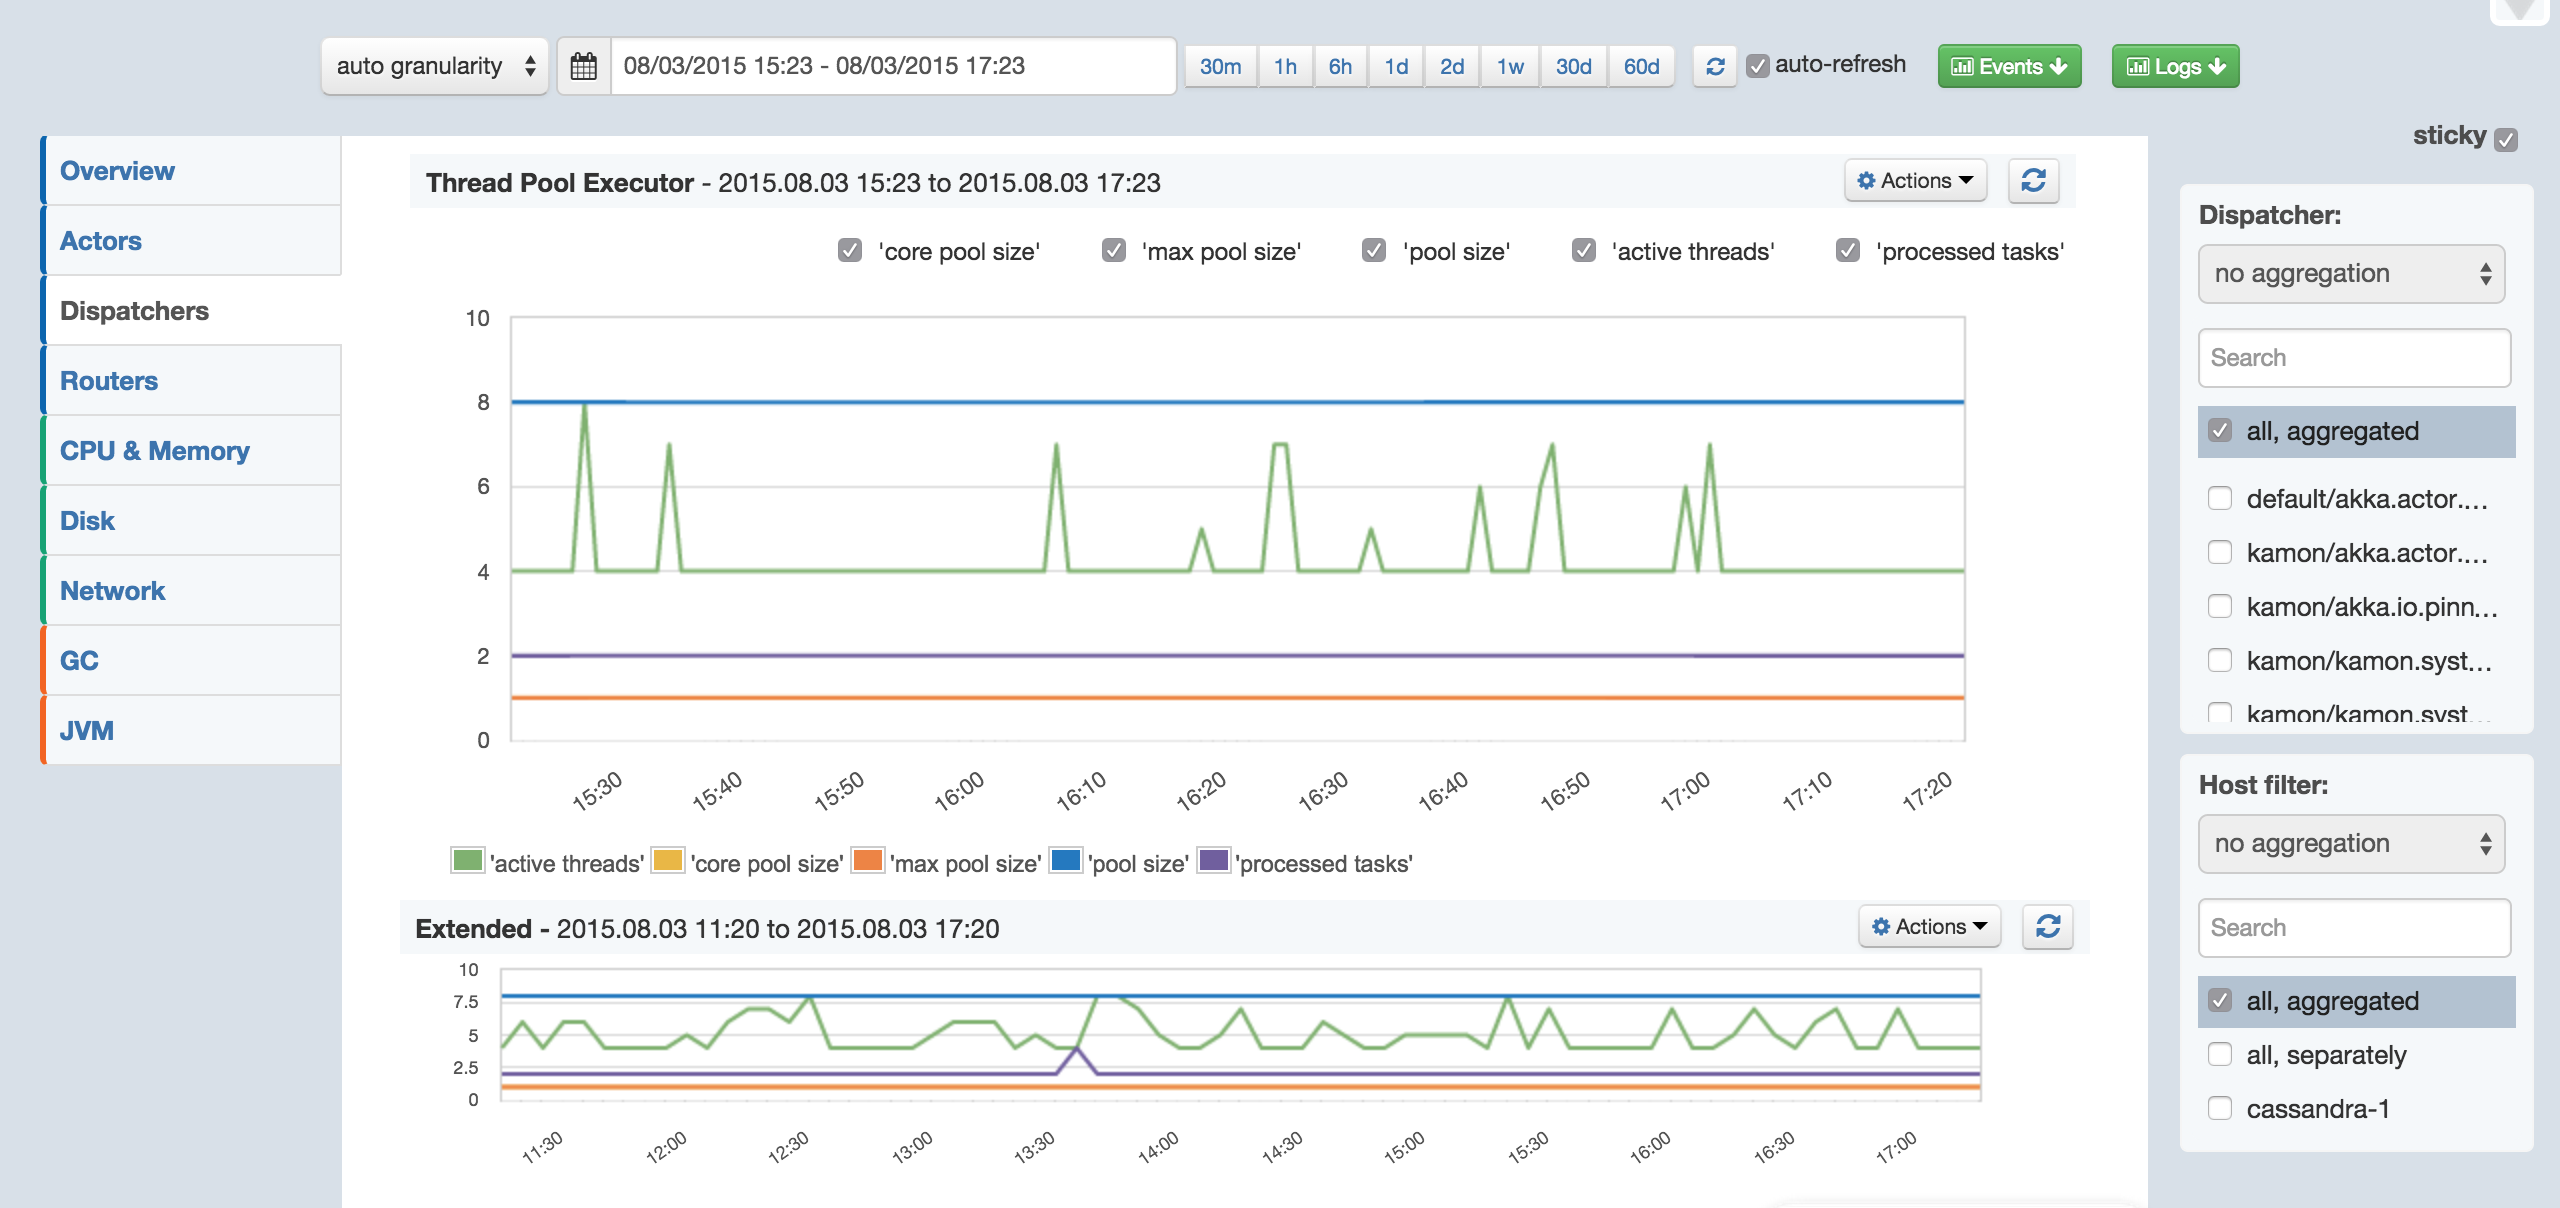 auto granularity 08/03/2015 15:23 - 08/03/2015 17:23 30m 1h 6h 1d 2d 1w 30d 60d auto-refresh Events Logs
sticky
Overview
Actors
Dispatchers
Routers
CPU & Memory
Disk
Network
GC
JVM
Thread Pool Executor - 2015.08.03 15:23 to 2015.08.03 17:23 Actions
'core pool size' 'max pool size' 'pool size' 'active threads' 'processed tasks'
10
8
6
4
2
0
15:30 15:40 15:50 16:00 16:10 16:20 16:30 16:40 16:50 17:00 17:10 17:20
'active threads' 'core pool size' 'max pool size' 'pool size' 'processed tasks'
Extended - 2015.08.03 11:20 to 2015.08.03 17:20 Actions
10
7.5
5
2.5
0
11:30 12:00 12:30 13:00 13:30 14:00 14:30 15:00 15:30 16:00 16:30 17:00
Dispatcher:
no aggregation
Search
all, aggregated
default/akka.actor....
kamon/akka.actor....
kamon/akka.io.pinn...
kamon/kamon.syst...
kamon/kamon.syst...
Host filter:
no aggregation
Search
all, aggregated
all, separately
cassandra-1